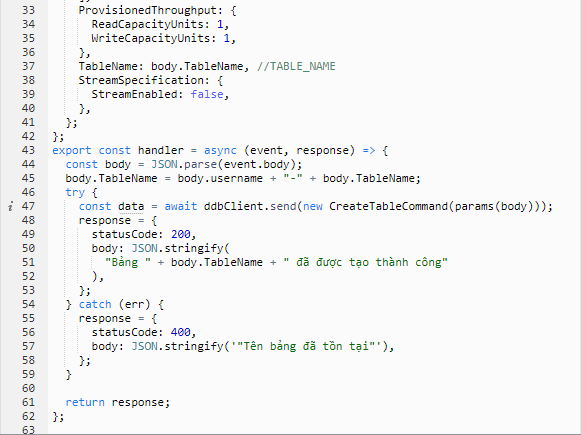 33     ProvisionedThroughput: {
34       ReadCapacityUnits: 1,
35       WriteCapacityUnits: 1,
36     },
37     TableName: body.TableName, //TABLE_NAME
38     StreamSpecification: {
39       StreamEnabled: false,
40     },
41   };
42 };
43 export const handler = async (event, response) => {
44   const body = JSON.parse(event.body);
45   body.TableName = body.username + "-" + body.TableName;
46   try {
i 47     const data = await ddbClient.send(new CreateTableCommand(params(body)));
48     response = {
49       statusCode: 200,
50       body: JSON.stringify(
51         "Bảng " + body.TableName + " đã được tạo thành công"
52       ),
53     };
54   } catch (err) {
55     response = {
56       statusCode: 400,
57       body: JSON.stringify('"Tên bảng đã tồn tại"'),
58     };
59   }
60
61   return response;
62 };
63